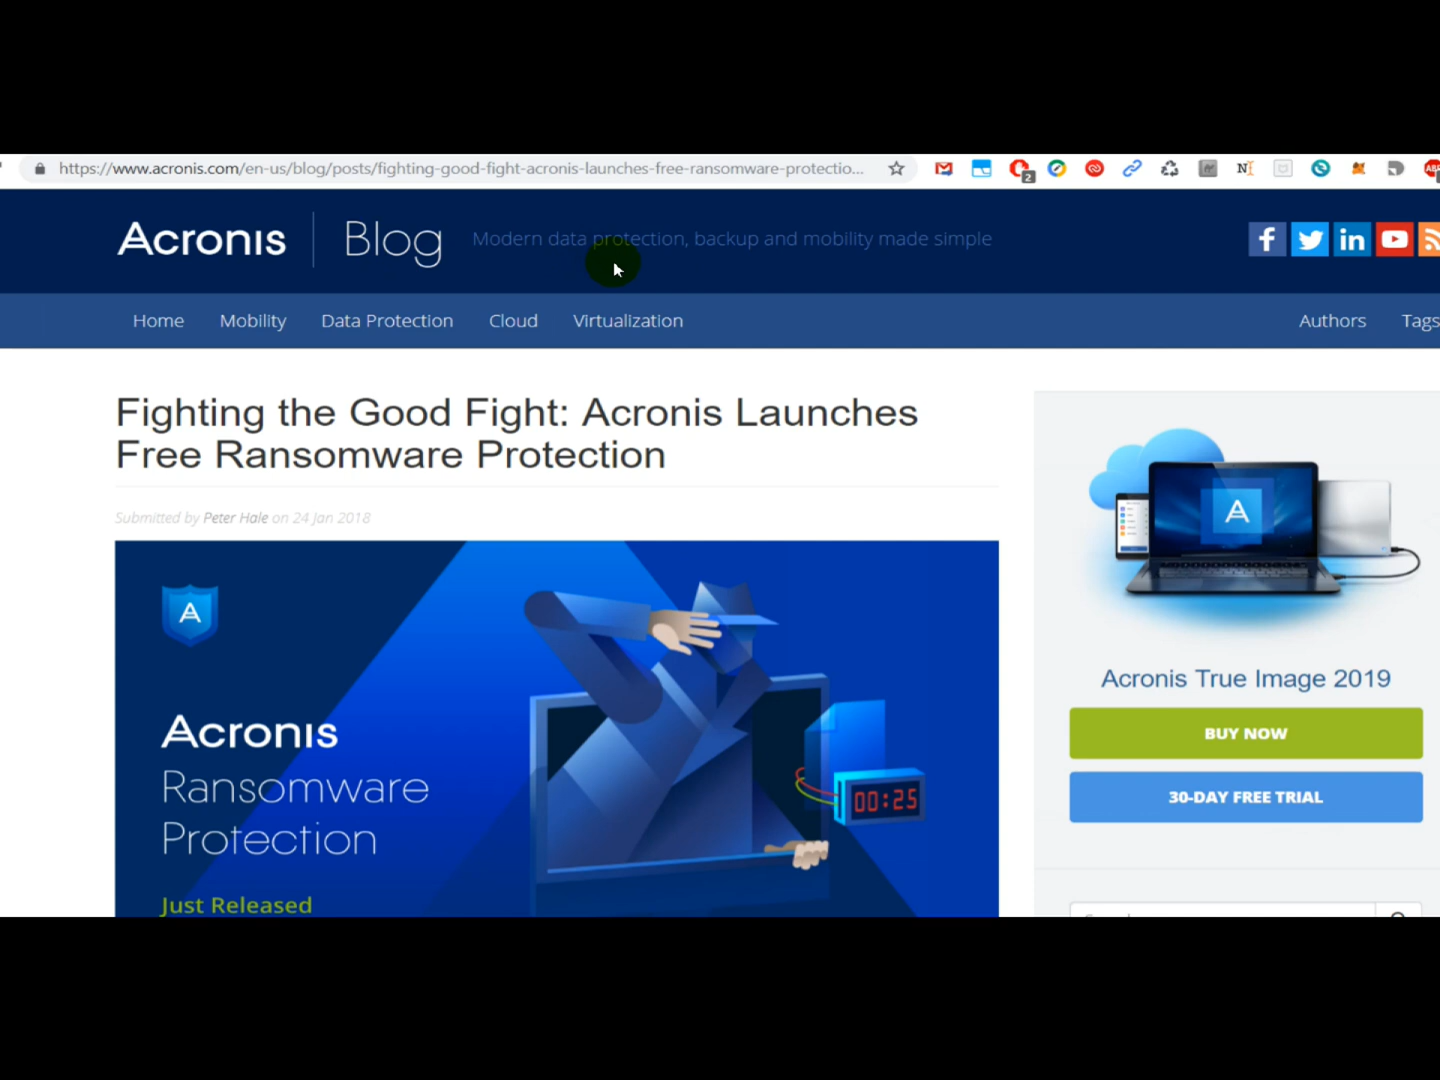 https://www.acronis.com/en-us/blog/posts/fighting-good-fight-acronis-launches-free-ransomware-protectio...
2
Acronis Blog Modern data protection, backup and mobility made simple
Home Mobility Data Protection Cloud Virtualization Authors Tags
Fighting the Good Fight: Acronis Launches
Free Ransomware Protection
Submitted by Peter Hale on 24 Jan 2018
Acronis
Ransomware
Protection
Just Released
00:25
Acronis True Image 2019
BUY NOW
30-DAY FREE TRIAL